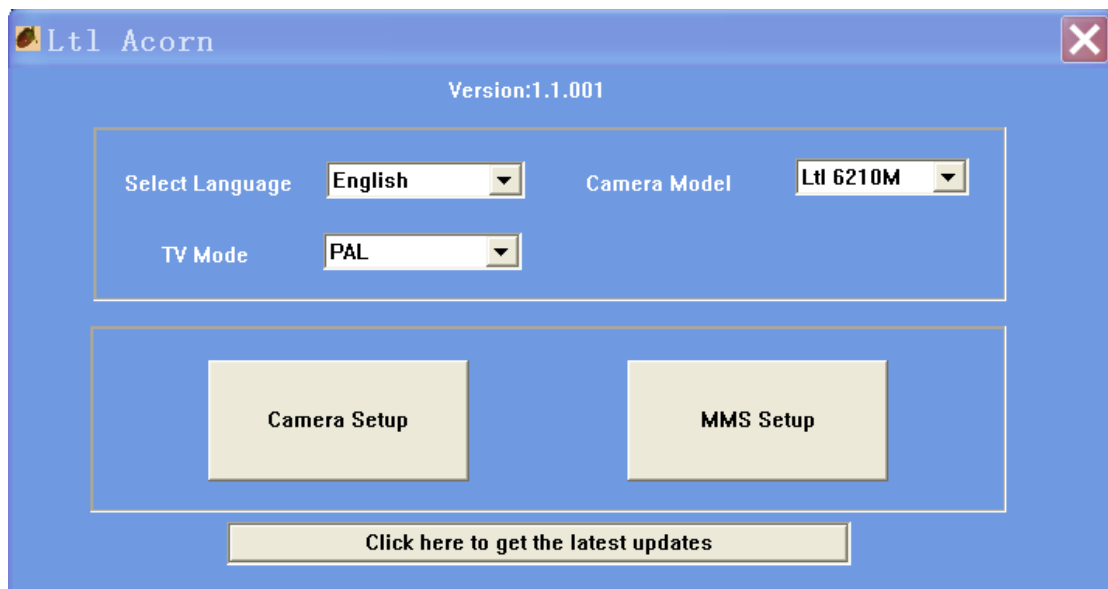 Ltl Acorn
Version:1.1.001
Select Language English Camera Model Ltl 6210M
TV Mode PAL
Camera Setup MMS Setup
Click here to get the latest updates